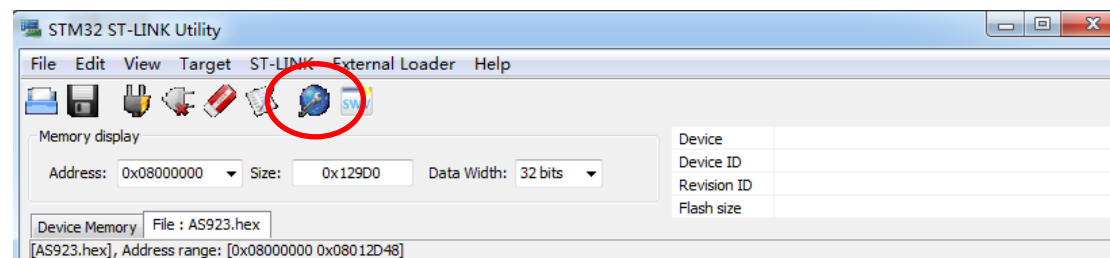 STM32 ST-LINK Utility
File Edit View Target ST-LINK External Loader Help
SWV
Memory display
Address: 0x08000000 Size: 0x129D0 Data Width: 32 bits
Device
Device ID
Revision ID
Flash size
Device Memory File : AS923.hex
[AS923.hex], Address range: [0x08000000 0x08012D48]